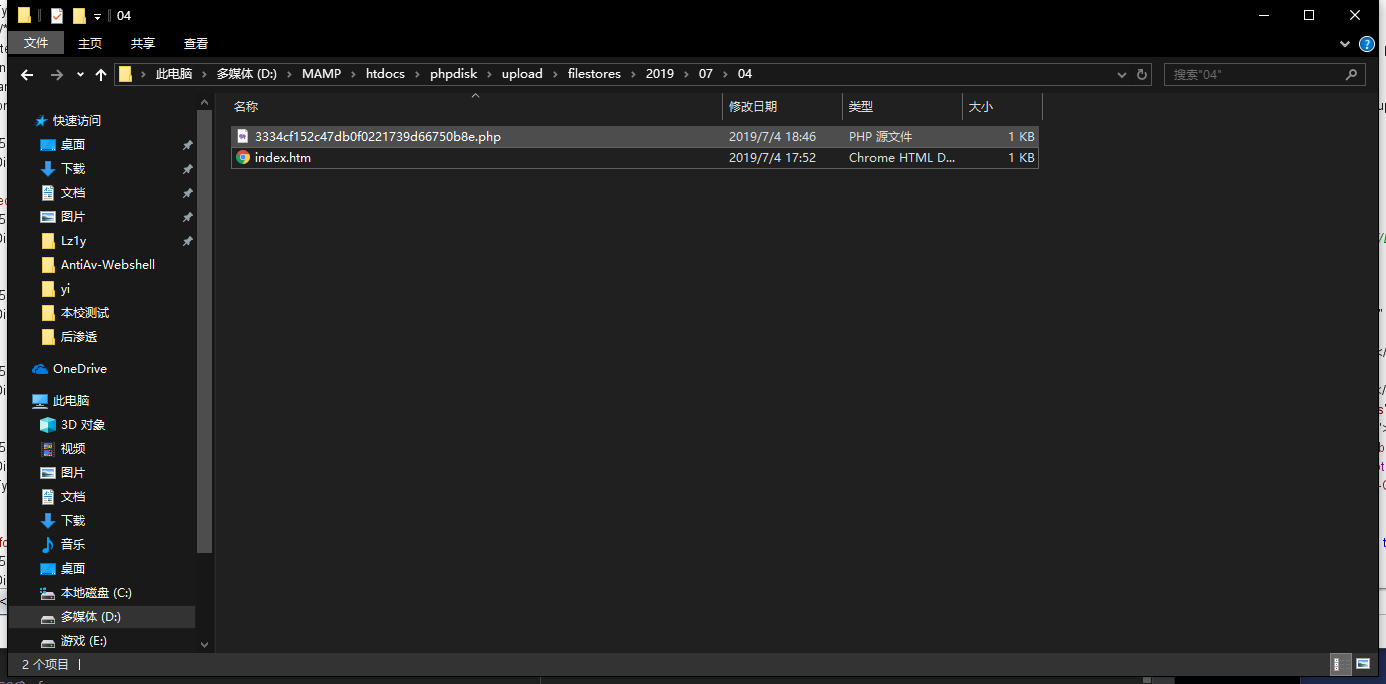 04
文件 主页 共享 查看
此电脑 多媒体 (D:) MAMP htdocs phpdisk upload filestores 2019 07 04
搜索"04"
名称 修改日期 类型 大小
3334cf152c47db0f0221739d66750b8e.php 2019/7/4 18:46 PHP 源文件 1 KB
index.htm 2019/7/4 17:52 Chrome HTML D... 1 KB
快速访问
桌面
下载
文档
图片
Lz1y
AntiAv-Webshell
yi
本校测试
后渗透
OneDrive
此电脑
3D 对象
视频
图片
文档
下载
音乐
桌面
本地磁盘 (C:)
多媒体 (D:)
游戏 (E:)
2 个项目